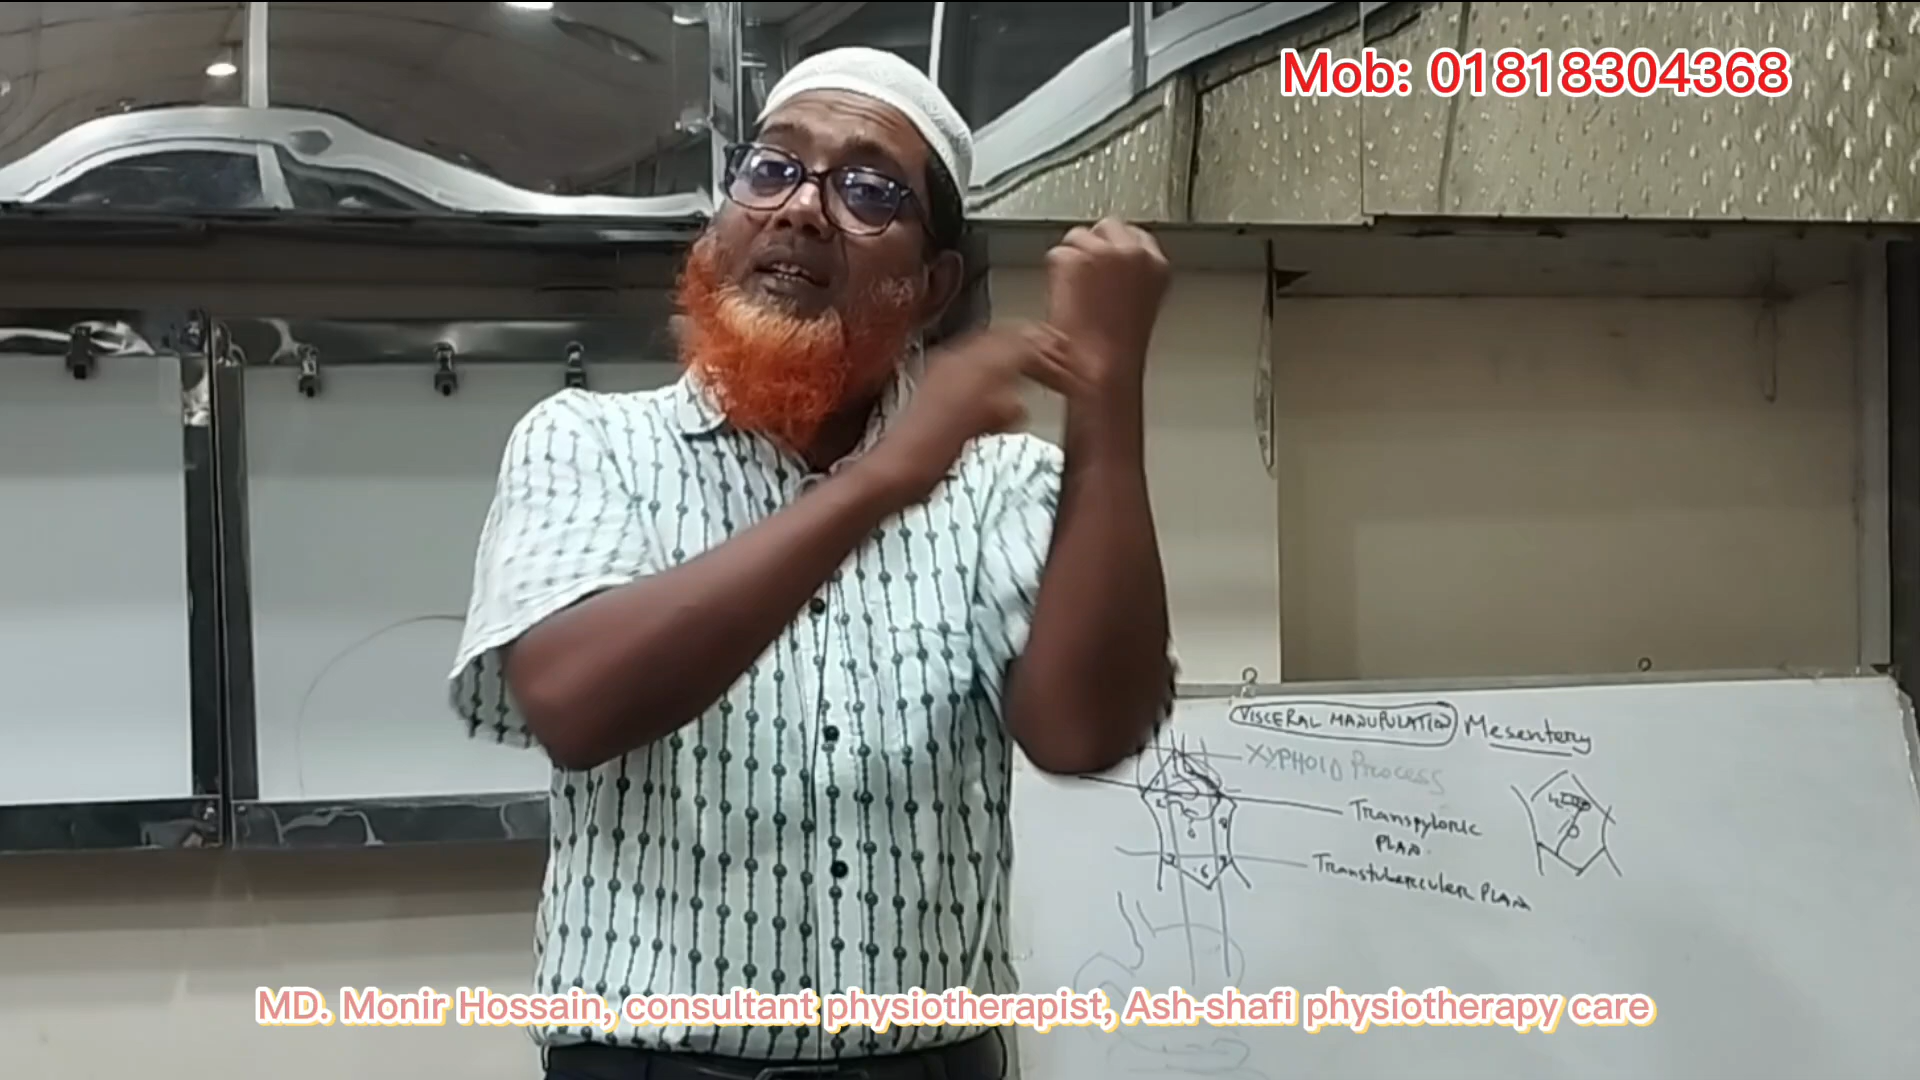 Mob: 01818304368
VISCERAL MANUPULATION Mesentery
XYPHOID Process
Transpyloric
PLAN
Transtubercular PLAN
MD. Monir Hossain, consultant physiotherapist, Ash-shafi physiotherapy care